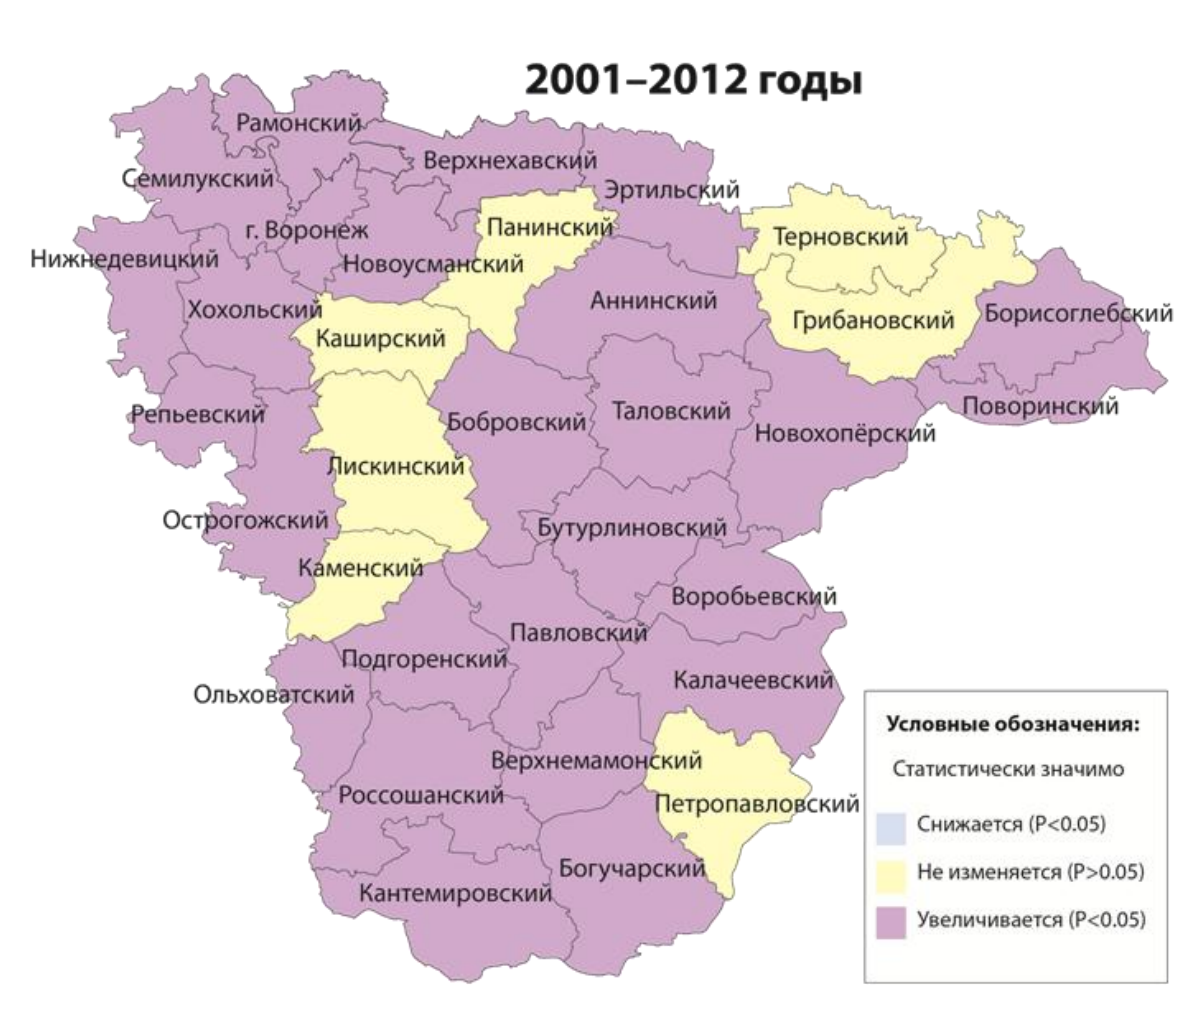 2001–2012 годы
Рамонский
Верхнехавский
Семилукский
Эртильский
г. Воронеж
Панинский
Терновский
Нижнедевицкий
Новоусманский
Хохольский
Аннинский
Борисоглебский
Грибановский
Каширский
Репьевский
Бобровский
Таловский
Поворинский
Новохопёрский
Лискинский
Острогожский
Бутурлиновский
Каменский
Воробьевский
Павловский
Подгоренский
Ольховатский
Калачеевский
Верхнемамонский
Россошанский
Петропавловский
Богучарский
Кантемировский
Условные обозначения:
Статистически значимо
Снижается (P<0.05)
Не изменяется (P>0.05)
Увеличивается (P<0.05)